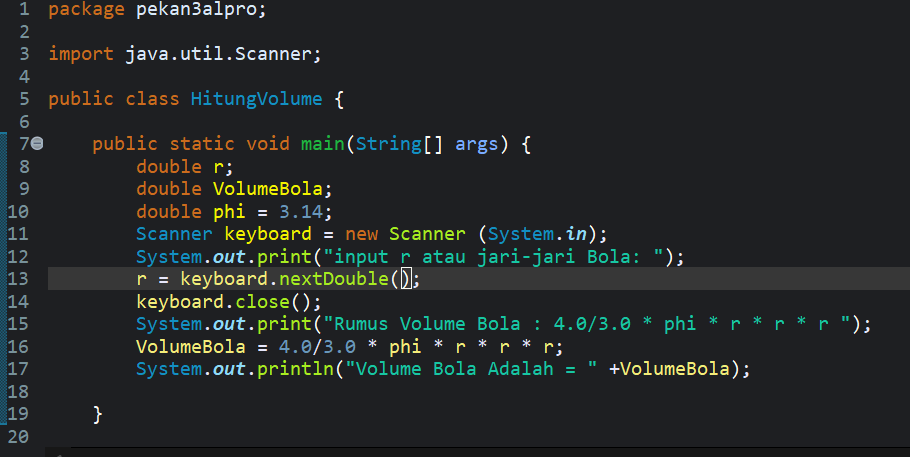 1 package pekan3alpro;
2
3 import java.util.Scanner;
4
5 public class HitungVolume {
6
7 public static void main(String[] args) {
8 double r;
9 double VolumeBola;
10 double phi = 3.14;
11 Scanner keyboard = new Scanner (System.in);
12 System.out.print("input r atau jari-jari Bola: ");
13 r = keyboard.nextDouble();
14 keyboard.close();
15 System.out.print("Rumus Volume Bola : 4.0/3.0 * phi * r * r * r ");
16 VolumeBola = 4.0/3.0 * phi * r * r * r;
17 System.out.println("Volume Bola Adalah = " +VolumeBola);
18
19 }
20